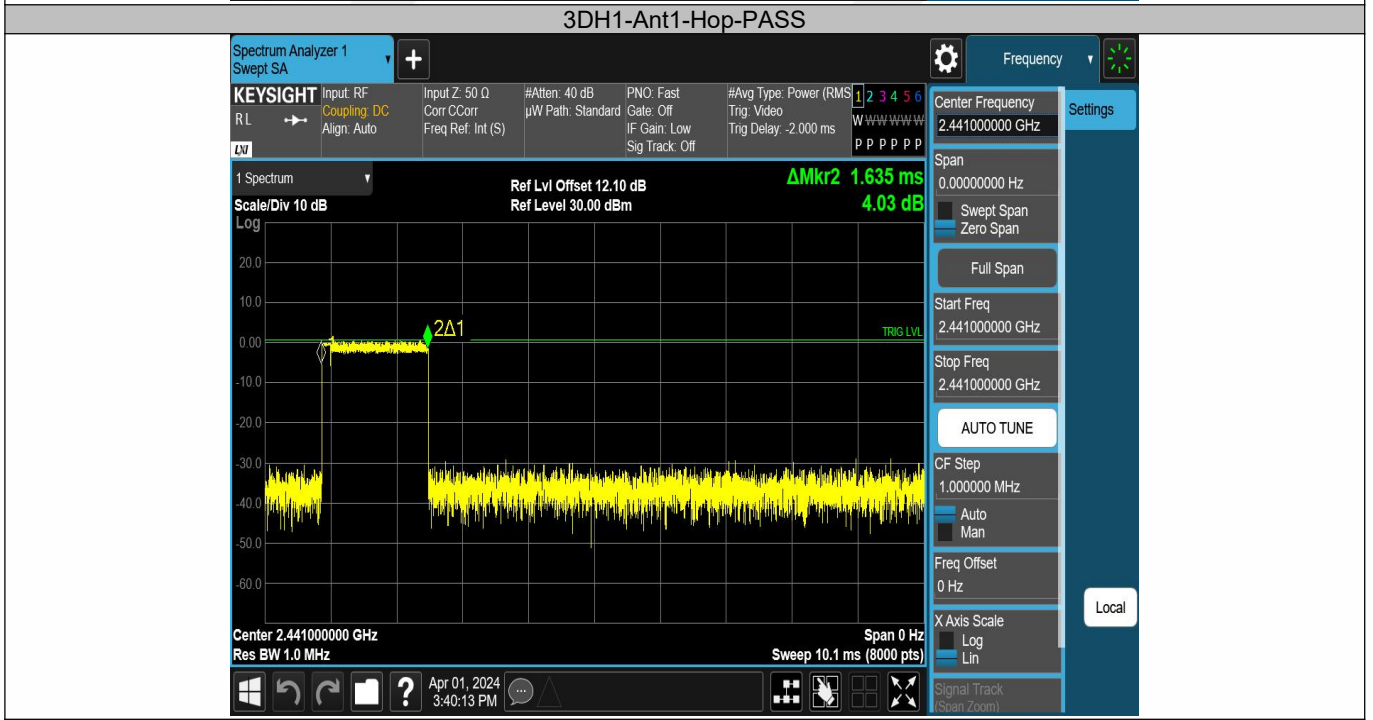 3DH1-Ant1-Hop-PASS
Spectrum Analyzer 1
Swept SA
+
Frequency
KEYSIGHT
RL
LXI
Input: RF
Coupling: DC
Align: Auto
Input Z: 50 Ω
Corr CCorr
Freq Ref: Int (S)
#Atten: 40 dB
µW Path: Standard
PNO: Fast
Gate: Off
IF Gain: Low
Sig Track: Off
#Avg Type: Power (RMS
Trig: Video
Trig Delay: -2.000 ms
1 2 3 4 5 6
W W W W W W
P P P P P P
Center Frequency
2.441000000 GHz
Settings
1 Spectrum
Scale/Div 10 dB
Ref Lvl Offset 12.10 dB
Ref Level 30.00 dBm
ΔMkr2 1.635 ms
4.03 dB
Log
20.0
10.0
0.00
-10.0
-20.0
-30.0
-40.0
-50.0
-60.0
1
2Δ1
TRIG LVL
Center 2.441000000 GHz
Res BW 1.0 MHz
Span 0 Hz
Sweep 10.1 ms (8000 pts)
Span
0.00000000 Hz
Swept Span
Zero Span
Full Span
Start Freq
2.441000000 GHz
Stop Freq
2.441000000 GHz
AUTO TUNE
CF Step
1.000000 MHz
Auto
Man
Freq Offset
0 Hz
X Axis Scale
Log
Lin
Signal Track
(Span Zoom)
Local
?
Apr 01, 2024
3:40:13 PM